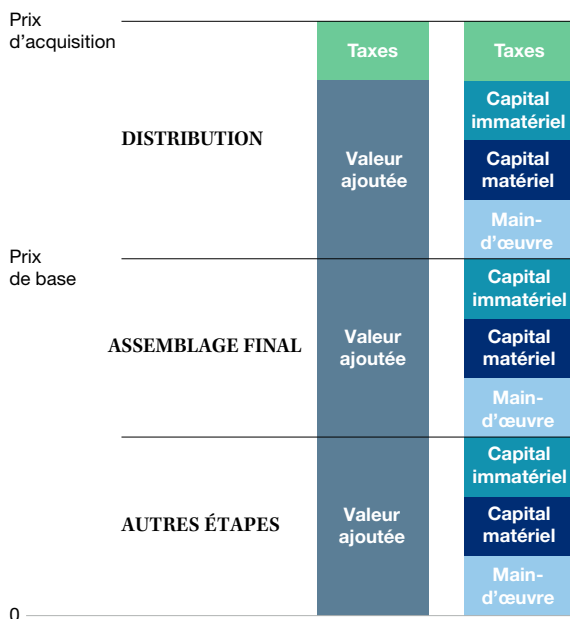 Prix
d’acquisition
Taxes
Taxes
DISTRIBUTION
Valeur
ajoutée
Capital
immatériel
Capital
matériel
Main-
d’œuvre
Prix
de base
ASSEMBLAGE FINAL
Valeur
ajoutée
Capital
immatériel
Capital
matériel
Main-
d’œuvre
AUTRES ÉTAPES
Valeur
ajoutée
Capital
immatériel
Capital
matériel
Main-
d’œuvre
0